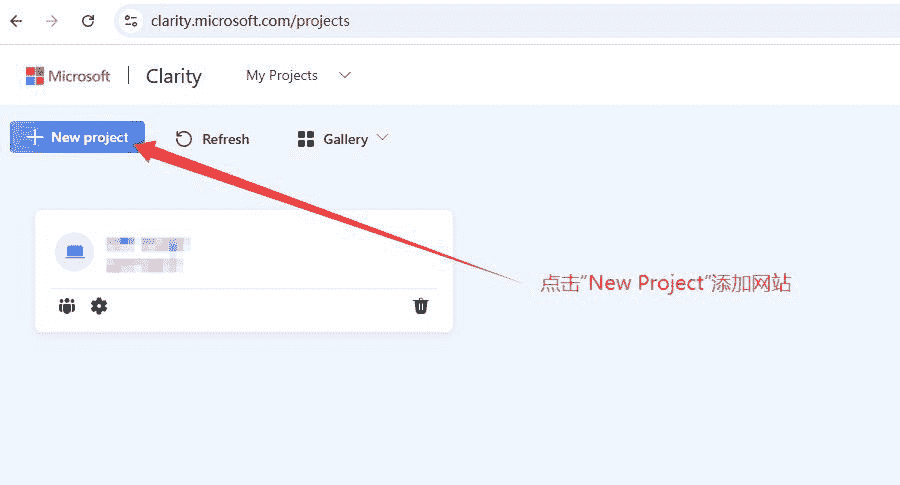 clarity.microsoft.com/projects
Microsoft | Clarity My Projects
New project Refresh Gallery
点击"New Project"添加网站